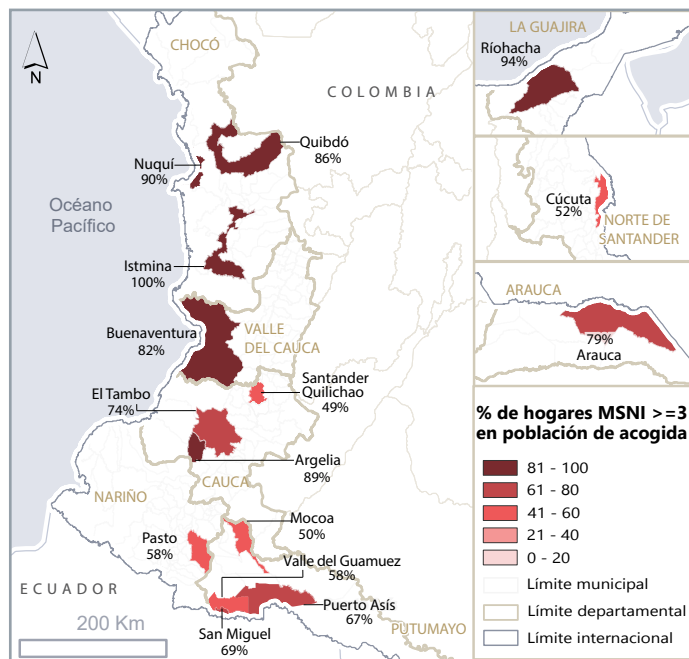 CHOCÓ
N
COLOMBIA
Quibdó
86%
Nuquí
90%
Océano
Pacífico
Istmina
100%
Buenaventura
82%
VALLE
DEL CAUCA
El Tambo
74%
Santander
Quilichao
49%
Argelia
89%
NARIÑO
CAUCA
Mocoa
50%
Pasto
58%
Valle del Guamuez
58%
ECUADOR
Puerto Asís
67%
200 Km
San Miguel
69%
PUTUMAYO
LA GUAJIRA
Ríohacha
94%
Cúcuta
52%
NORTE DE
SANTANDER
ARAUCA
79%
Arauca
% de hogares MSNI >=3
en población de acogida
81 - 100
61 - 80
41 - 60
21 - 40
0 - 20
Límite municipal
Límite departamental
Límite internacional